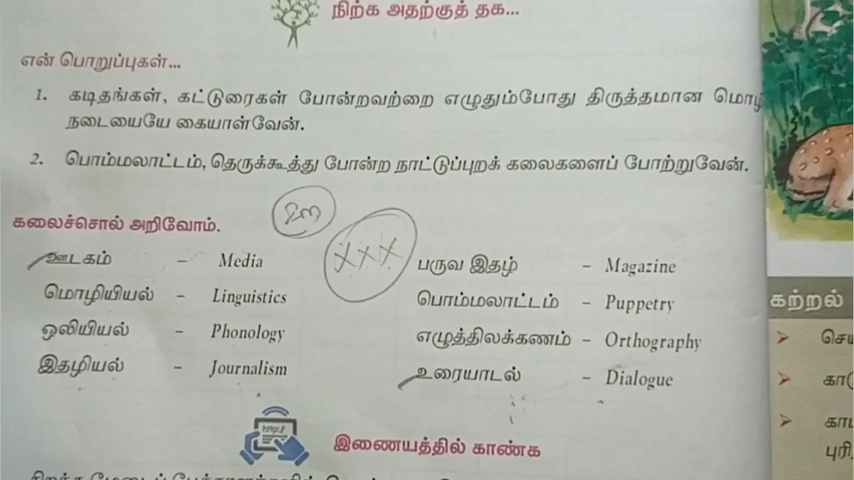 நிற்க அதற்குத் தக...
என் பொறுப்புகள்...
1. கடிதங்கள், கட்டுரைகள் போன்றவற்றை எழுதும்போது திருத்தமான
நடையையே கையாள்வேன்.
2. பொம்மலாட்டம், தெருக்கூத்து போன்ற நாட்டுப்புறக் கலைகளைப் போற்றுவேன்.
கலைச்சொல் அறிவோம்.
XXX
ஊடகம் – Media
மொழியியல் – Linguistics
ஒலியியல் – Phonology
இதழியல் – Journalism
பருவ இதழ் – Magazine
பொம்மலாட்டம் – Puppetry
எழுத்திலக்கணம் – Orthography
உரையாடல் – Dialogue
http://
இணையத்தில் காண்க
கற்றல்